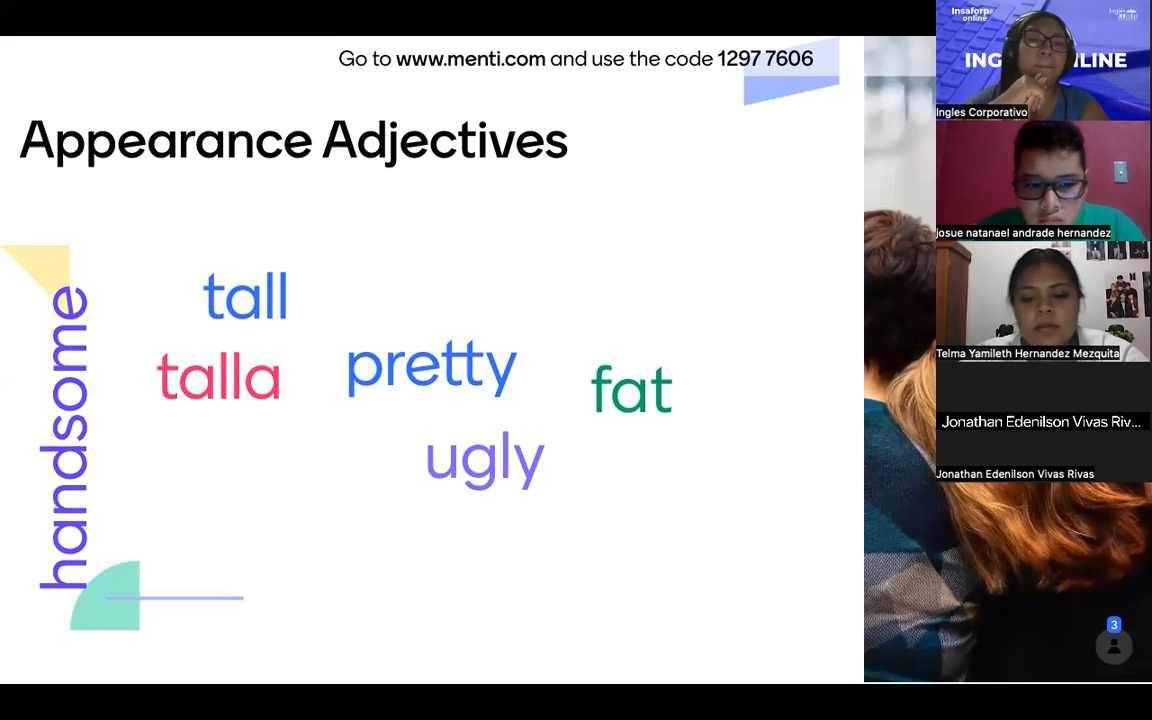 Go to www.menti.com and use the code 1297 7606
Appearance Adjectives
handsome
tall
talla
pretty
fat
ugly
Insaforp
online
ING
NLINE
Ingles Corporativo
josue natanael andrade hernandez
Telma Yamileth Hernandez Mezquita
Jonathan Edenilson Vivas Riv...
Jonathan Edenilson Vivas Rivas
3